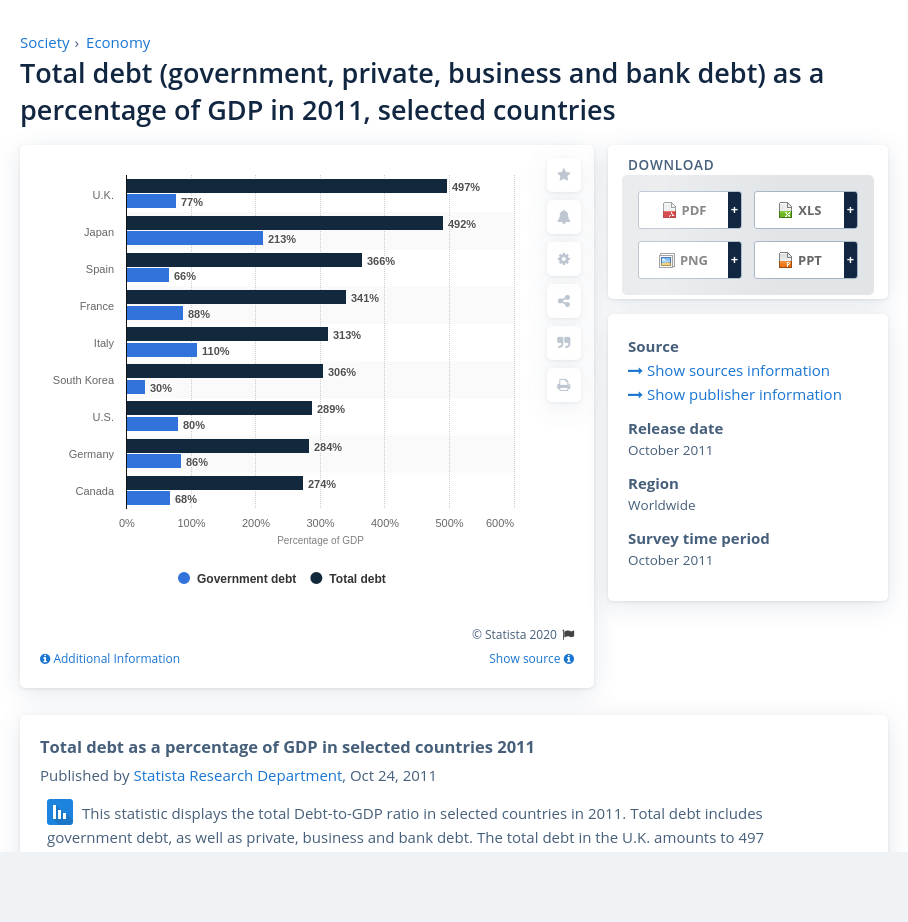 Society › Economy
Total debt (government, private, business and bank debt) as a
percentage of GDP in 2011, selected countries
U.K.
497%
77%
Japan
492%
213%
Spain
366%
66%
France
341%
88%
Italy
313%
110%
South Korea
306%
30%
U.S.
289%
80%
Germany
284%
86%
Canada
274%
68%
0% 100% 200% 300% 400% 500% 600%
Percentage of GDP
Government debt Total debt
© Statista 2020
Additional Information Show source
DOWNLOAD
PDF + XLS +
PNG + PPT +
Source
Show sources information
Show publisher information
Release date
October 2011
Region
Worldwide
Survey time period
October 2011
Total debt as a percentage of GDP in selected countries 2011
Published by Statista Research Department, Oct 24, 2011
This statistic displays the total Debt-to-GDP ratio in selected countries in 2011. Total debt includes
government debt, as well as private, business and bank debt. The total debt in the U.K. amounts to 497